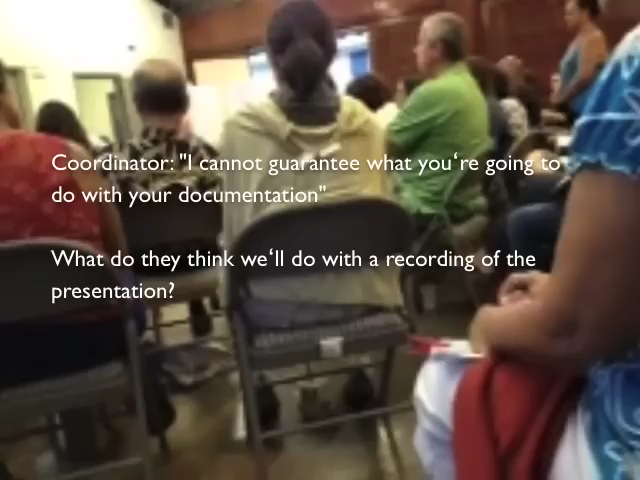 Coordinator: "I cannot guarantee what you‘re going to
do with your documentation"
What do they think we‘ll do with a recording of the
presentation?